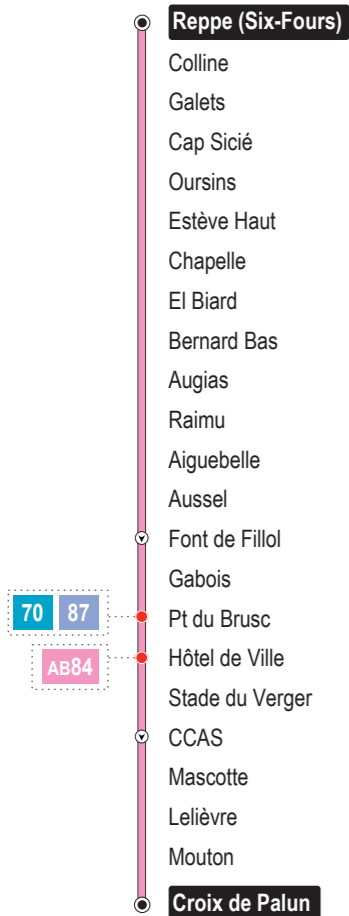 Reppe (Six-Fours)
Colline
Galets
Cap Sicié
Oursins
Estève Haut
Chapelle
El Biard
Bernard Bas
Augias
Raimu
Aiguebelle
Aussel
Font de Fillol
Gabois
70 87 Pt du Brusc
AB84 Hôtel de Ville
Stade du Verger
CCAS
Mascotte
Lelièvre
Mouton
Croix de Palun